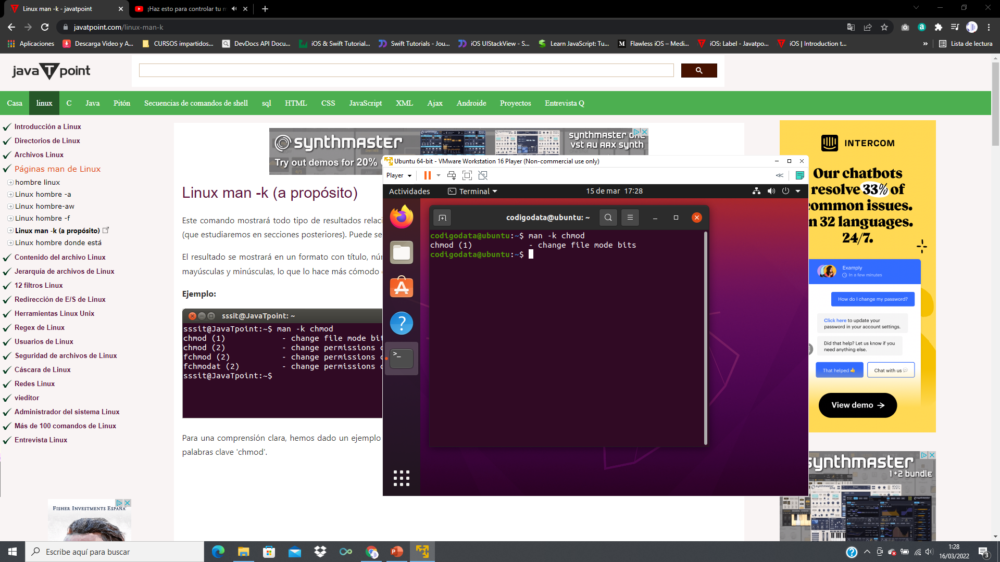 Linux man -k - javatpoint
¡Haz esto para controlar tu m
javatpoint.com/linux-man-k
Aplicaciones
Descarga Video y A...
CURSOS impartidos...
DevDocs API Docu...
iOS & Swift Tutorial...
Swift Tutorials - Jou...
iOS UIStackView - S...
Learn JavaScript: Tu...
Flawless iOS – Medi...
iOS: Label - Javatpo...
iOS | Introduction t...
»
Lista de lectura
java T point
Casa
linux
C
Java
Pitón
Secuencias de comandos de shell
sql
HTML
CSS
JavaScript
XML
Ajax
Androide
Proyectos
Entrevista Q
Introducción a Linux
Directorios de Linux
Archivos Linux
Páginas man de Linux
hombre linux
Linux hombre -a
Linux hombre-aw
Linux hombre -f
Linux man -k (a propósito)
Linux hombre donde está
Contenido del archivo Linux
Jerarquía de archivos de Linux
12 filtros Linux
Redirección de E/S de Linux
Herramientas Linux Unix
Regex de Linux
Usuarios de Linux
Seguridad de archivos de Linux
Cáscara de Linux
Redes Linux
vieditor
Administrador del sistema Linux
Más de 100 comandos de Linux
Entrevista Linux
FISHER INVESTMENTS ESPAÑA
synthmaster
Try out demos for 20%
synthmaster one
VST AU AAX SYNTH
Linux man -k (a propósito)
Este comando mostrará todo tipo de resultados relaci
(que estudiaremos en secciones posteriores). Puede se
El resultado se mostrará en un formato con título, nú
mayúsculas y minúsculas, lo que lo hace más cómodo
Ejemplo:
sssit@JavaTpoint: ~
sssit@JavaTpoint:~$ man -k chmod
chmod (1) - change file mode bit
chmod (2) - change permissions
fchmod (2) - change permissions
fchmodat (2) - change permissions
sssit@JavaTpoint:~$
Para una comprensión clara, hemos dado un ejemplo
palabras clave 'chmod'.
Ubuntu 64-bit - VMware Workstation 16 Player (Non-commercial use only)
Player
Actividades
Terminal
15 de mar 17:28
codigodata@ubuntu: ~
codigodata@ubuntu:~$ man -k chmod
chmod (1) - change file mode bits
codigodata@ubuntu:~$
INTERCOM
Our chatbots
resolve 33% of
common issues.
n 32 languages.
24/7.
Examply
In a few minutes
How do I change my password?
Click here to update your
password in your account settings.
Did that help? Let us know if you
need anything else.
That helped 👍
Chat with us 💬
View demo →
synthmaster
1+2 bundle
Escribe aquí para buscar
1:28
16/03/2022
3